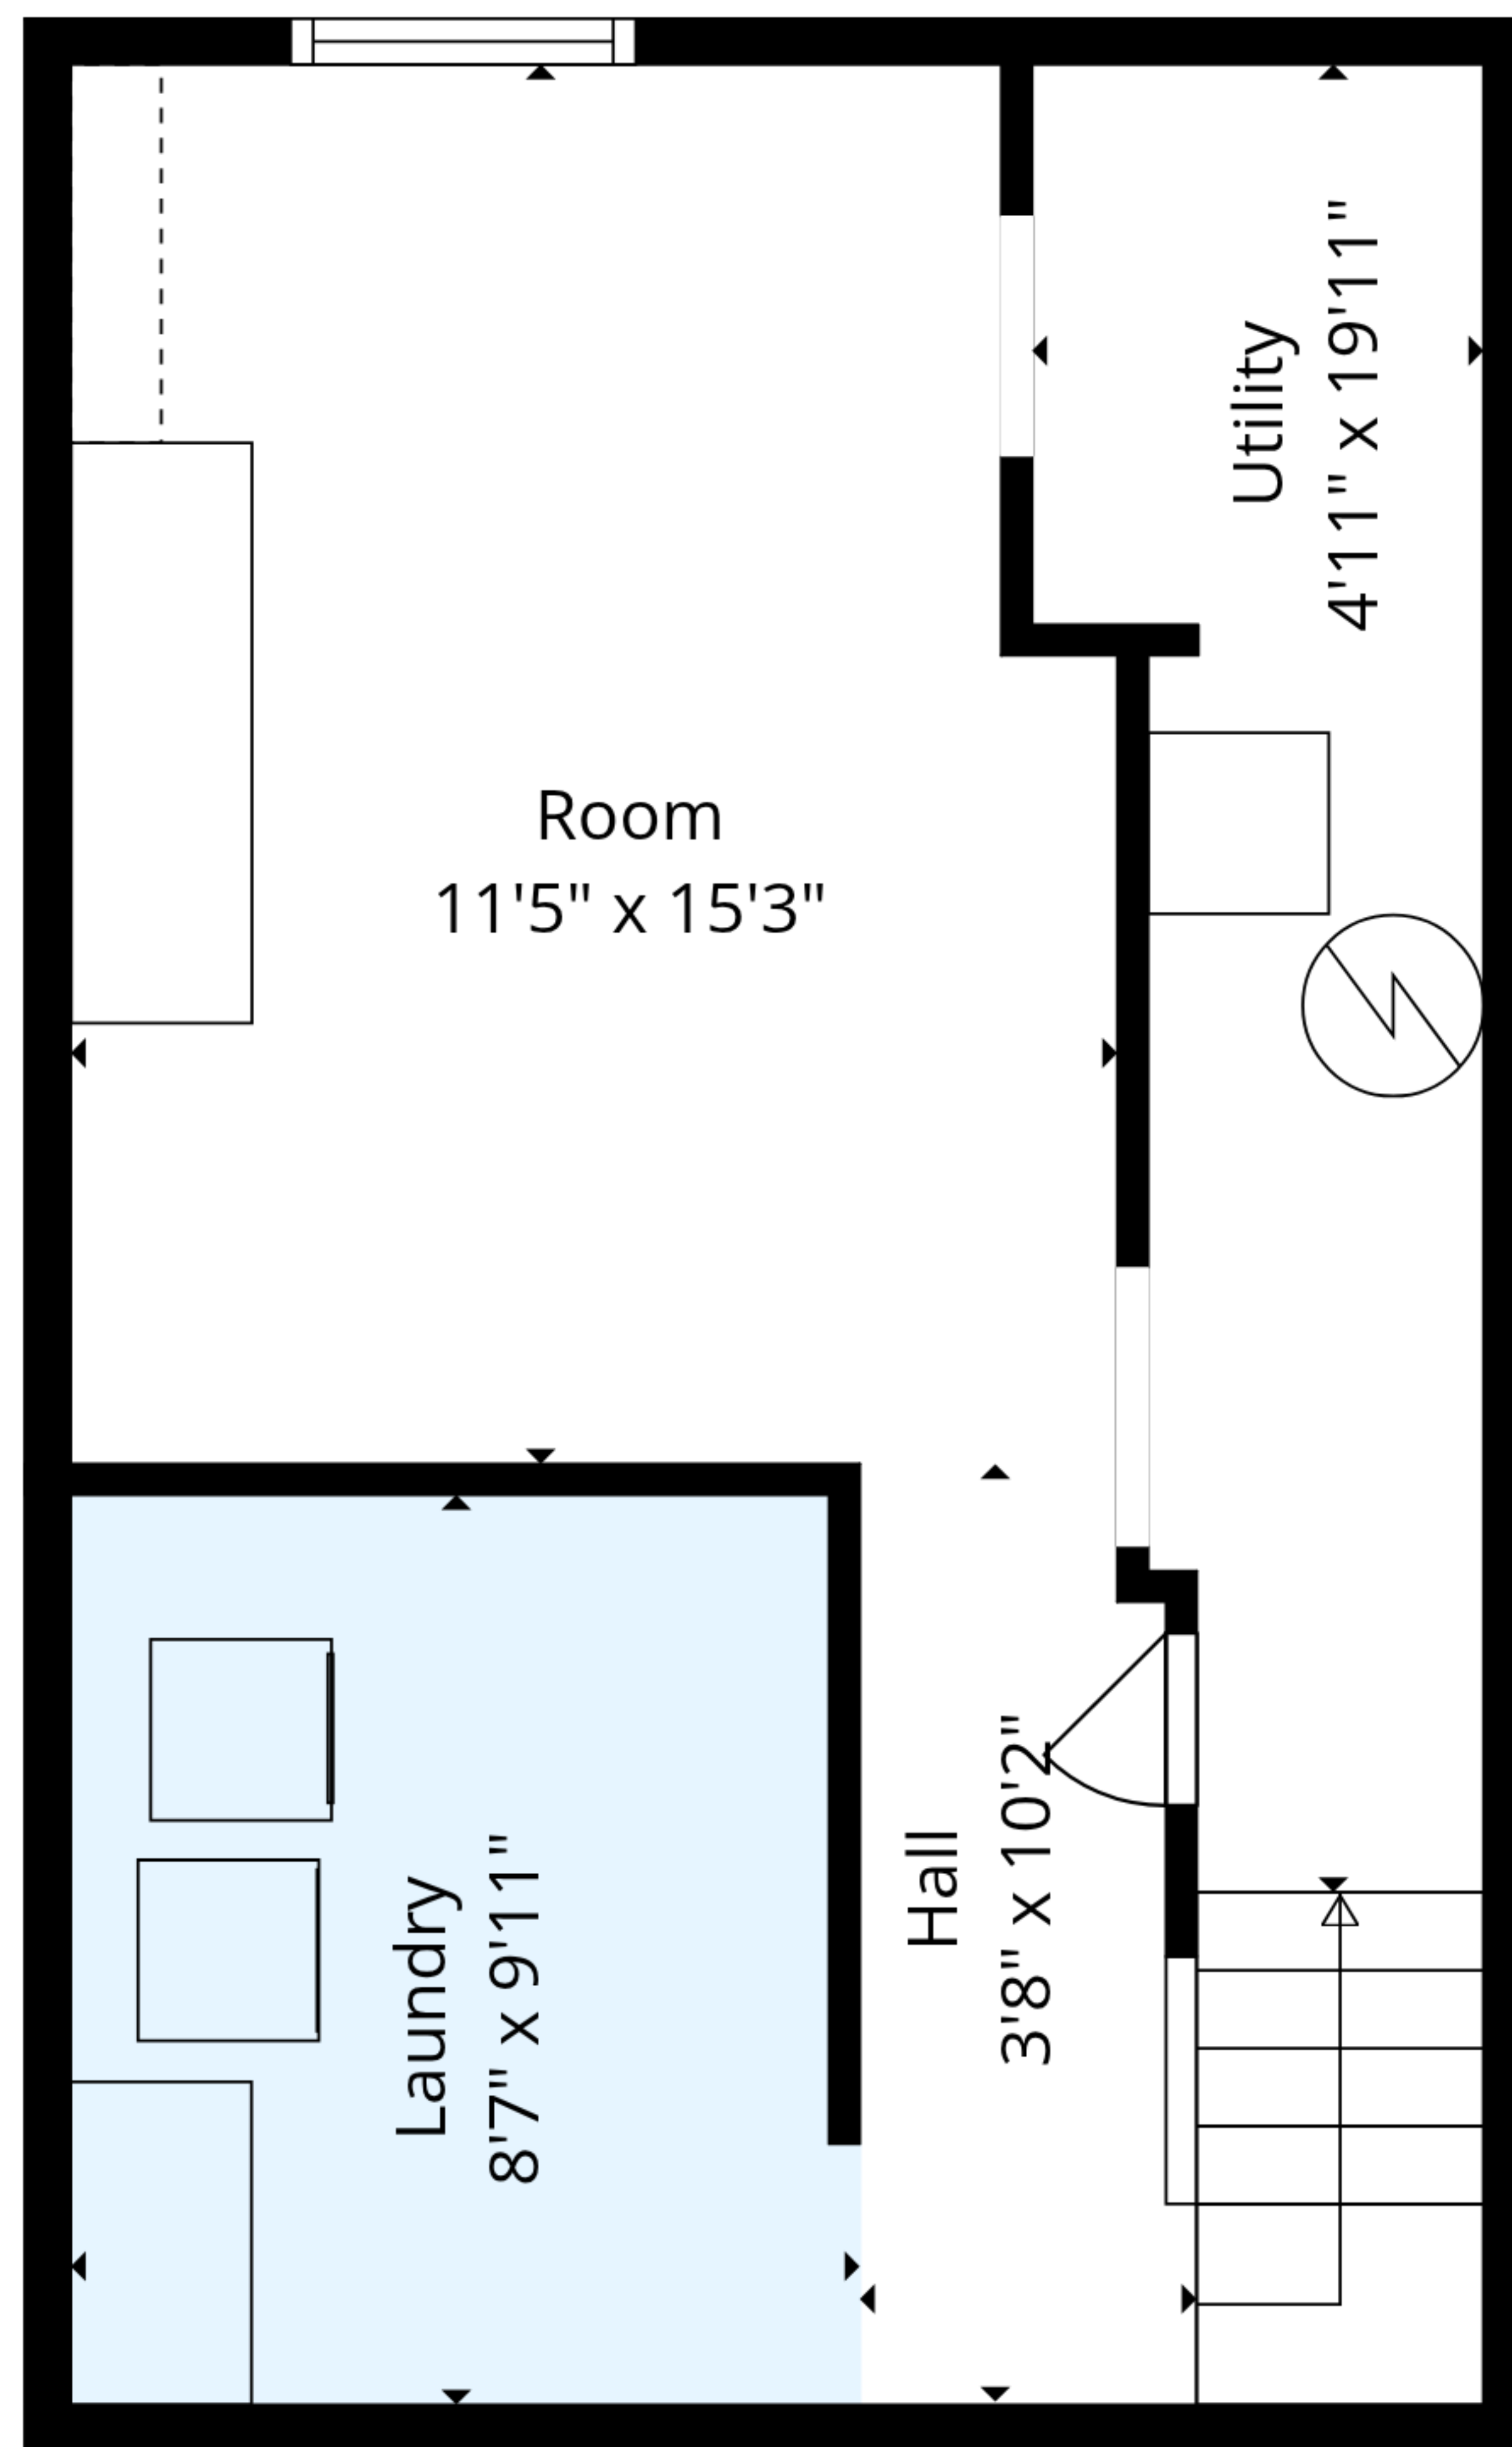 Utility
4'11" x 19'11"
Room
11'5" x 15'3"
Hall
3'8" x 10'2"
Laundry
8'7" x 9'11"